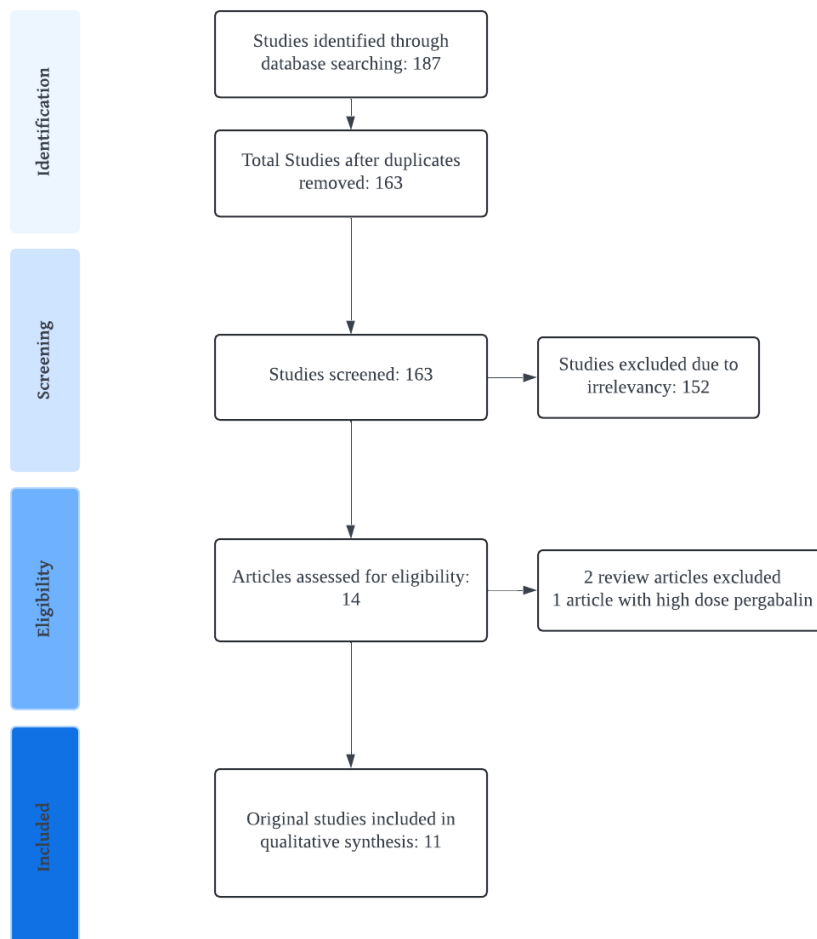 Identification
Studies identified through
database searching: 187
Total Studies after duplicates
removed: 163
Screening
Studies screened: 163
Studies excluded due to
irrelevancy: 152
Eligibility
Articles assessed for eligibility:
14
2 review articles excluded
1 article with high dose pergabalin
Included
Original studies included in
qualitative synthesis: 11